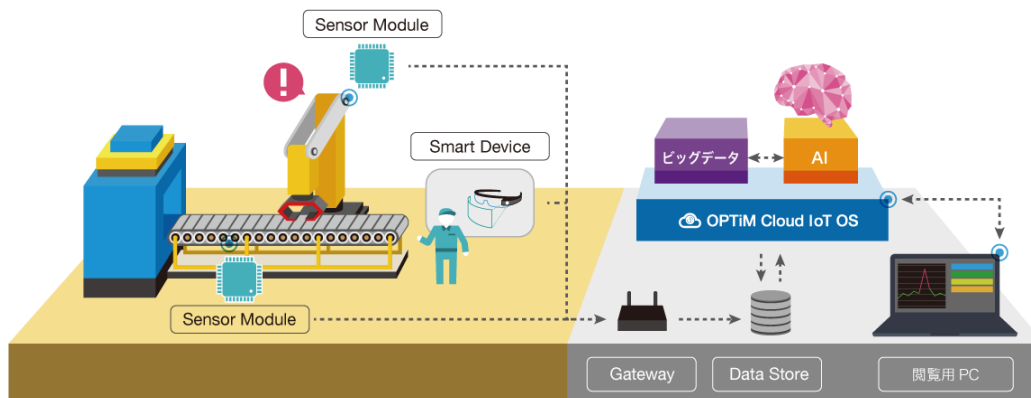 Sensor Module
Smart Device
ビッグデータ
AI
OPTiM Cloud IoT OS
Sensor Module
Gateway
Data Store
閲覧用 PC